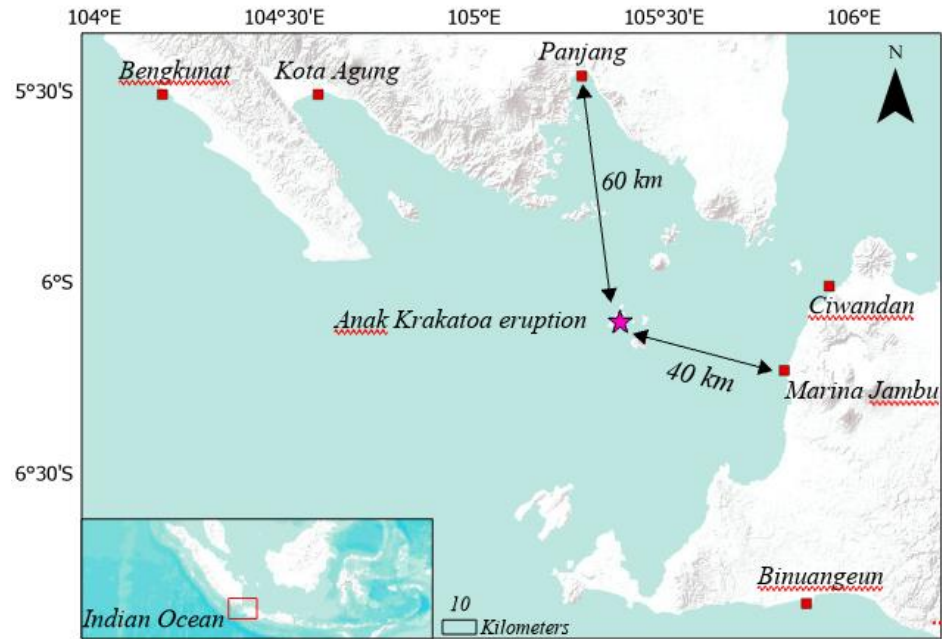 104°E 104°30'E 105°E 105°30'E 106°E
Panjang
Bengkunat Kota Agung
N
5°30'S
60 km
6°S
Anak Krakatoa eruption
Ciwandan
40 km
Marina Jambu
6°30'S
Binuangeun
10
Kilometers
Indian Ocean